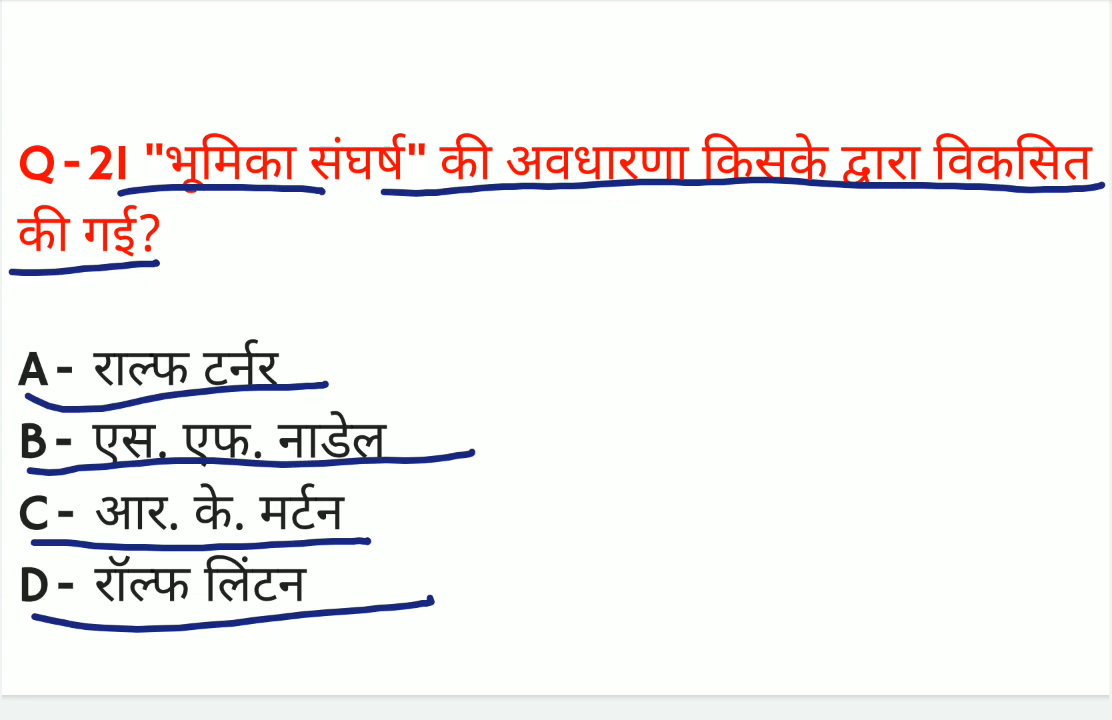 Q-21 "भूमिका संघर्ष" की अवधारणा किसके द्वारा विकसित
की गई?
A- राल्फ टर्नर
B- एस. एफ. नाडेल
C- आर. के. मर्टन
D- रॉल्फ लिंटन